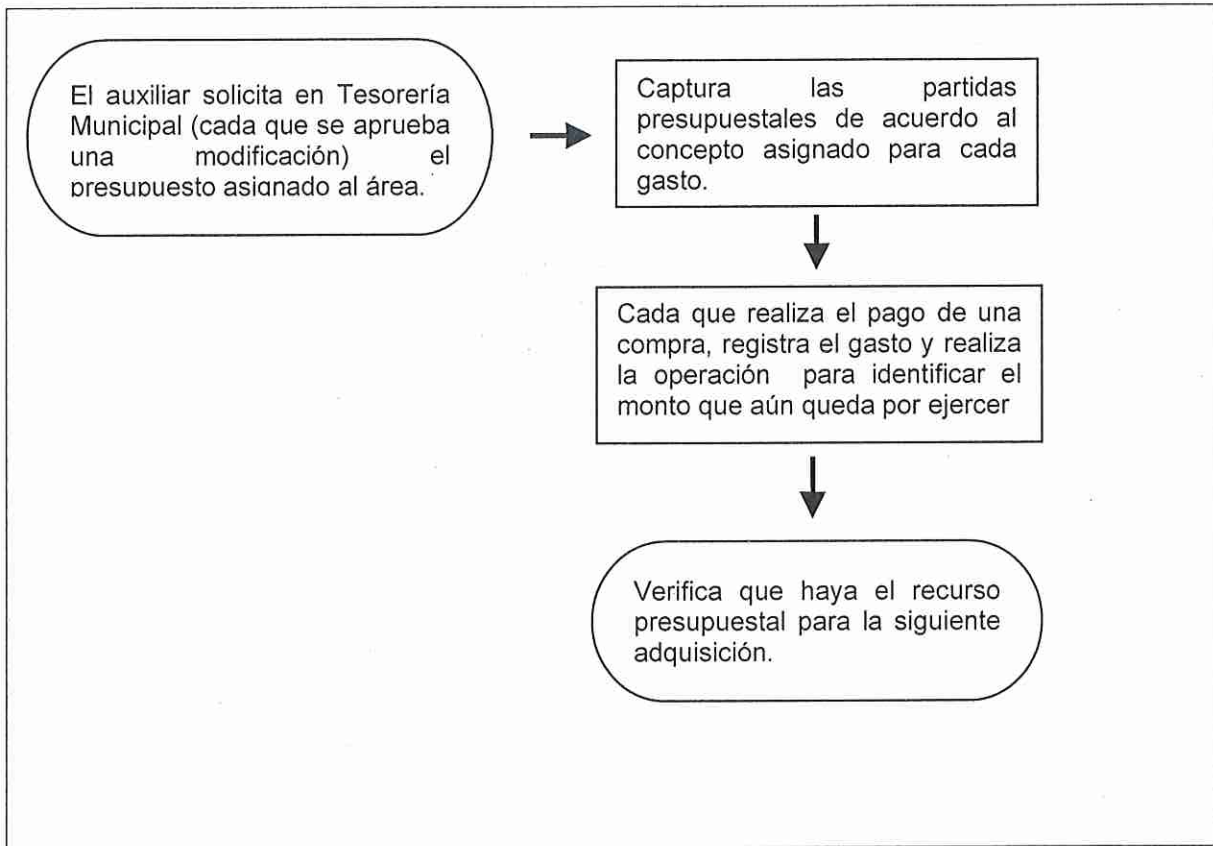 El auxiliar solicita en Tesorería
Municipal (cada que se aprueba
una modificación) el
presupuesto asignado al área.
Captura las partidas
presupuestales de acuerdo al
concepto asignado para cada
gasto.
Cada que realiza el pago de una
compra, registra el gasto y realiza
la operación para identificar el
monto que aún queda por ejercer
Verifica que haya el recurso
presupuestal para la siguiente
adquisición.